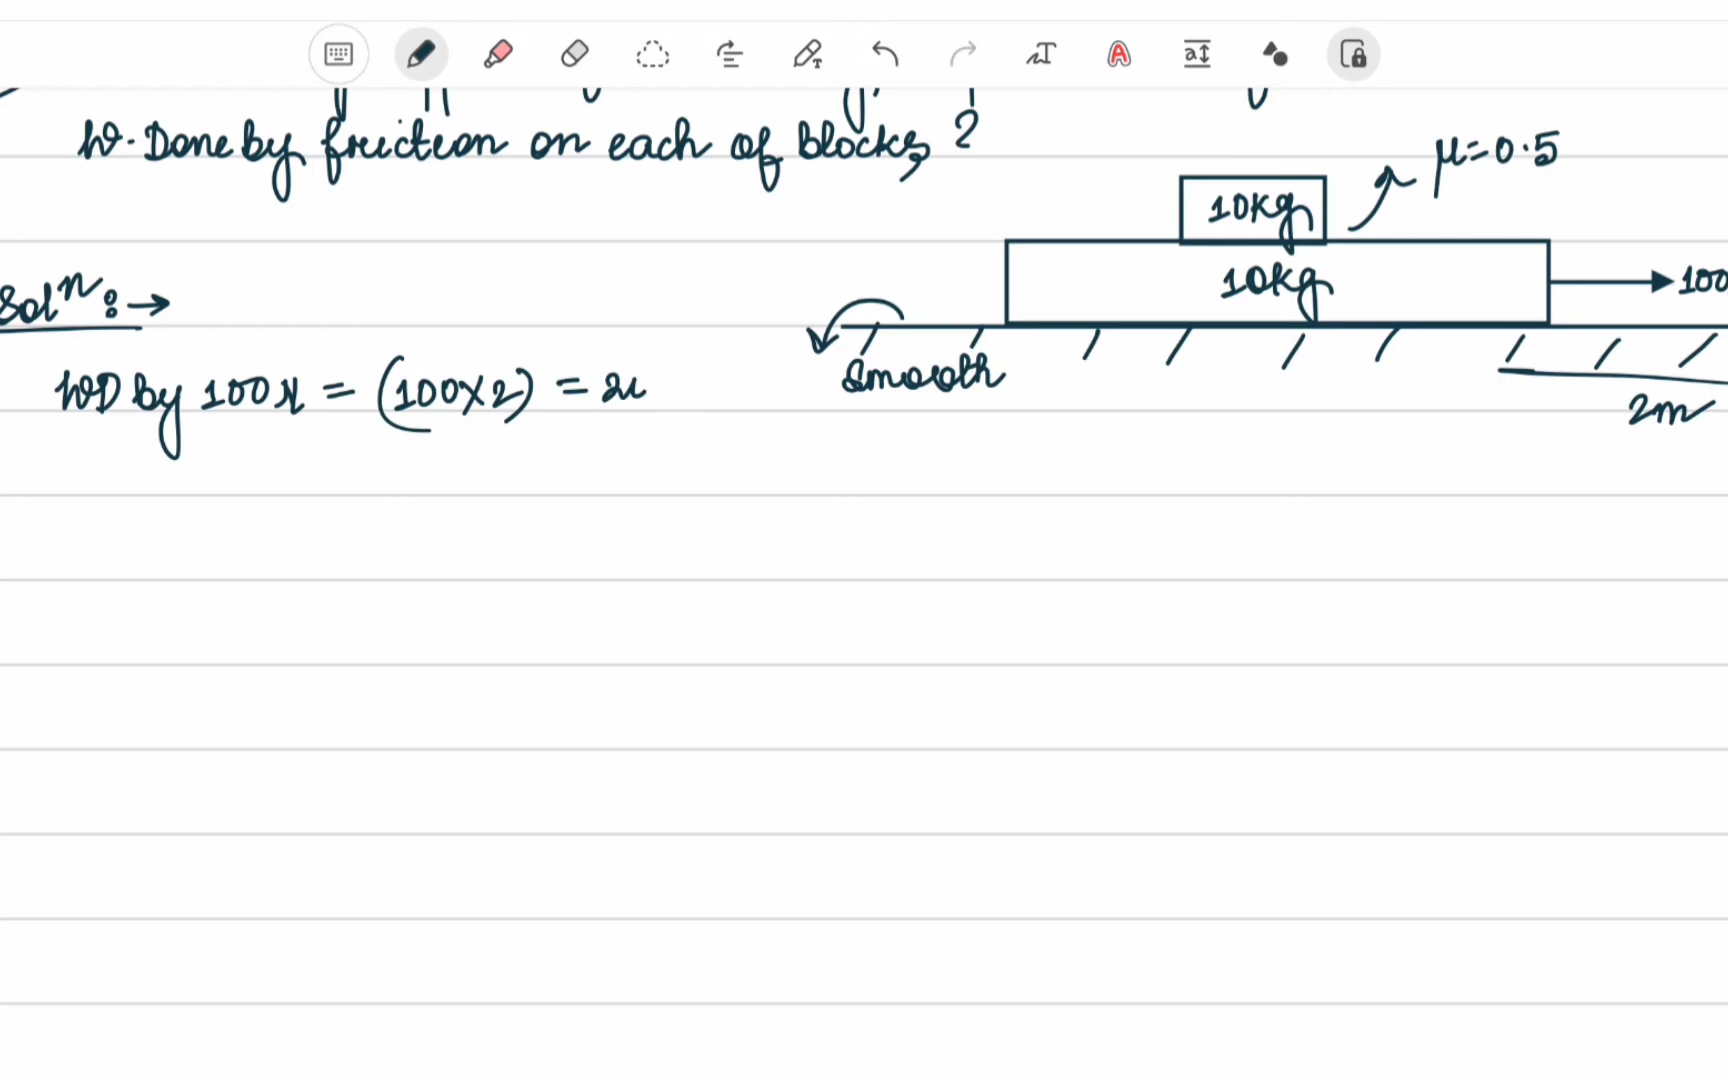 W. Done by friction on each of blocks ?
μ=0.5
10kg
10kg
100
Solⁿ :→
Smooth
2m
WD by 100N = (100×2) = 2